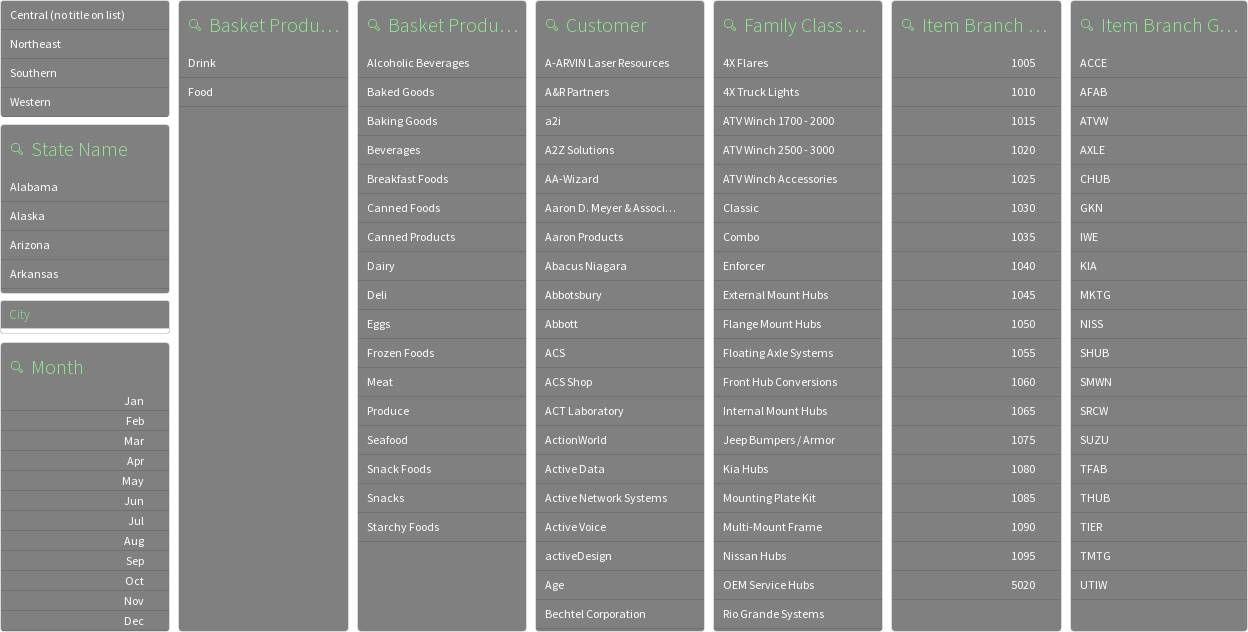 Central (no title on list)
Northeast
Southern
Western
State Name
Alabama
Alaska
Arizona
Arkansas
City
Month
Jan
Feb
Mar
Apr
May
Jun
Jul
Aug
Sep
Oct
Nov
Dec
Basket Produ...
Drink
Food
Basket Produ...
Alcoholic Beverages
Baked Goods
Baking Goods
Beverages
Breakfast Foods
Canned Foods
Canned Products
Dairy
Deli
Eggs
Frozen Foods
Meat
Produce
Seafood
Snack Foods
Snacks
Starchy Foods
Customer
A-ARVIN Laser Resources
A&R Partners
a2i
A2Z Solutions
AA-Wizard
Aaron D. Meyer & Associ...
Aaron Products
Abacus Niagara
Abbotsbury
Abbott
ACS
ACS Shop
ACT Laboratory
ActionWorld
Active Data
Active Network Systems
Active Voice
activeDesign
Age
Bechtel Corporation
Family Class ...
4X Flares
4X Truck Lights
ATV Winch 1700 - 2000
ATV Winch 2500 - 3000
ATV Winch Accessories
Classic
Combo
Enforcer
External Mount Hubs
Flange Mount Hubs
Floating Axle Systems
Front Hub Conversions
Internal Mount Hubs
Jeep Bumpers / Armor
Kia Hubs
Mounting Plate Kit
Multi-Mount Frame
Nissan Hubs
OEM Service Hubs
Rio Grande Systems
Item Branch ...
1005
1010
1015
1020
1025
1030
1035
1040
1045
1050
1055
1060
1065
1075
1080
1085
1090
1095
5020
Item Branch G...
ACCE
AFAB
ATVW
AXLE
CHUB
GKN
IWE
KIA
MKTG
NISS
SHUB
SMWN
SRCW
SUZU
TFAB
THUB
TIER
TMTG
UTIW